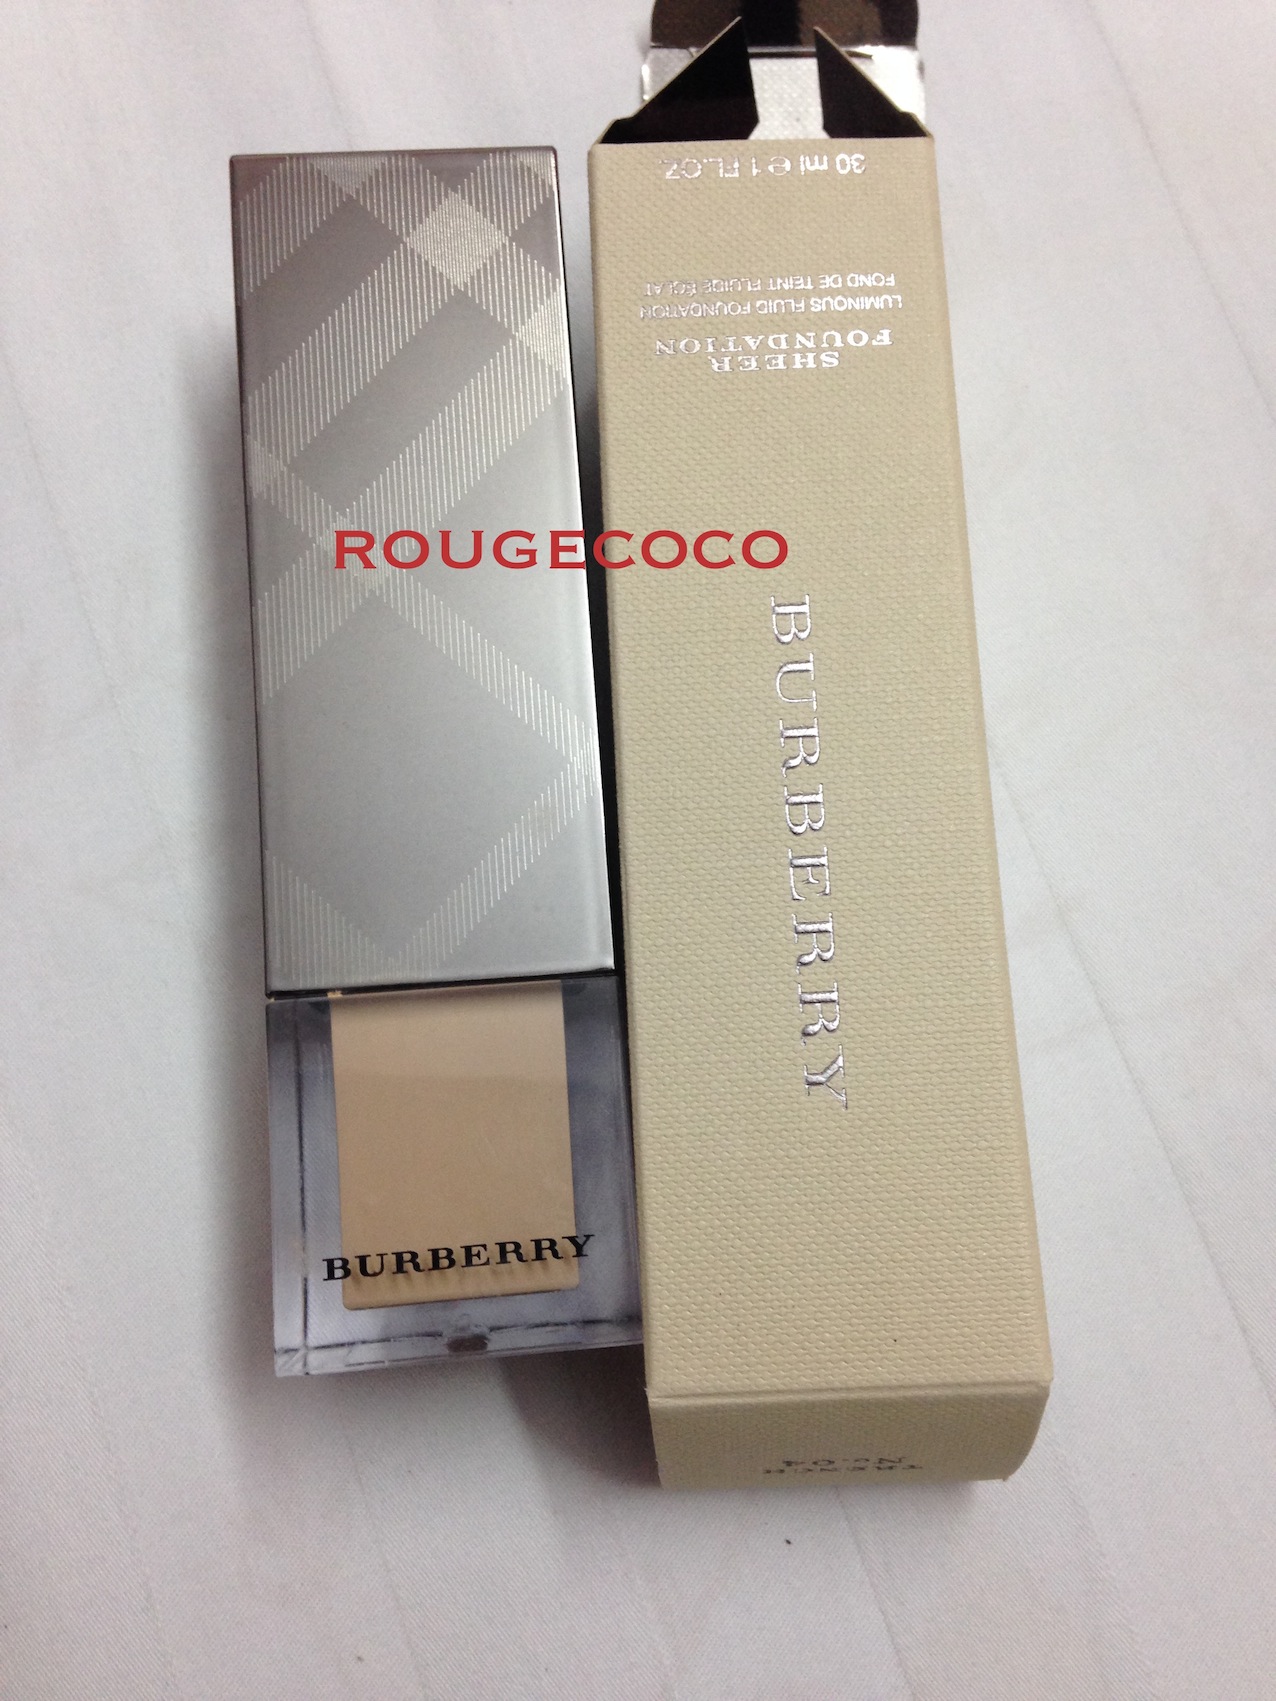 30 ml e 1 FL.OZ.
SHEER
FOUNDATION
LUMINOUS FLUID FOUNDATION
FOND DE TEINT FLUIDE ÉCLAT
ROUGECOCO
BURBERRY
BURBERRY
TRENCH
No.04